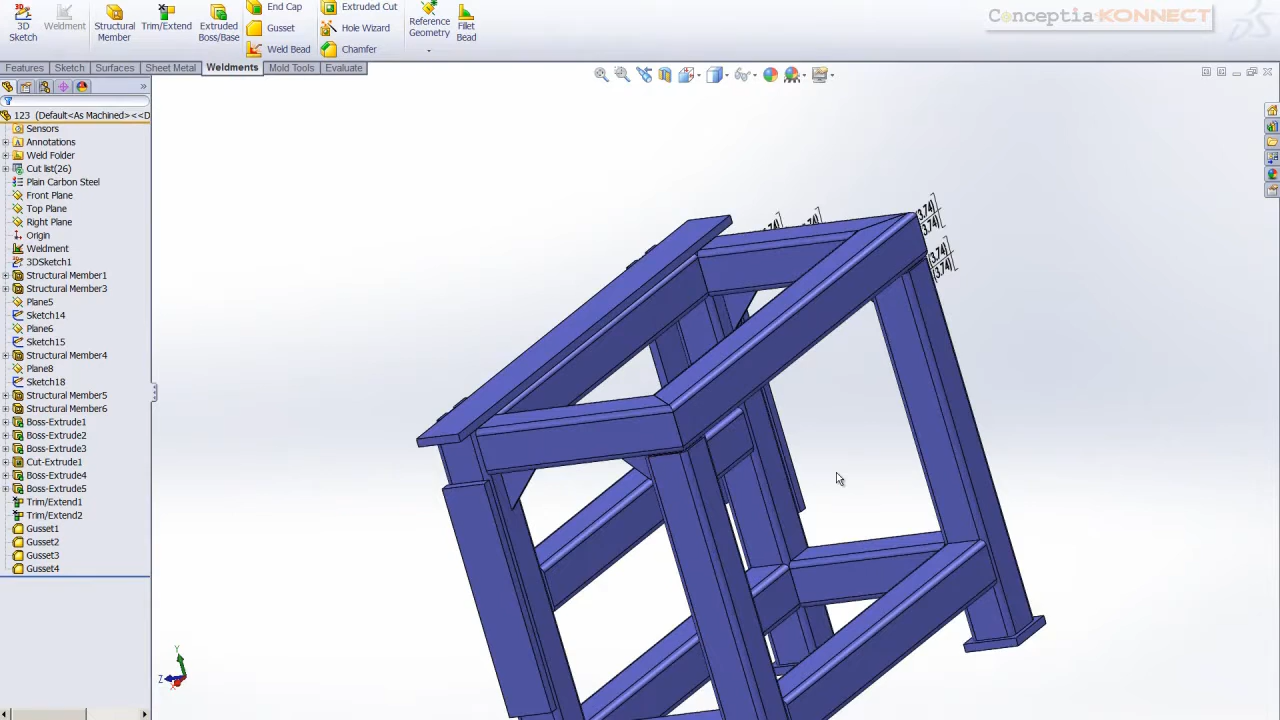 End Cap
Extruded Cut
Conceptia KONNECT
3D
Sketch
Weldment
Structural
Member
Trim/Extend
Extruded
Boss/Base
Gusset
Hole Wizard
Reference
Geometry
Fillet
Bead
Weld Bead
Chamfer
Features
Sketch
Surfaces
Sheet Metal
Weldments
Mold Tools
Evaluate
»
123 (Default<As Machined><<D
Sensors
A Annotations
Weld Folder
Cut list(26)
Plain Carbon Steel
Front Plane
Top Plane
Right Plane
Origin
Weldment
3DSketch1
Structural Member1
Structural Member3
Plane5
Sketch14
Plane6
Sketch15
Structural Member4
Plane8
Sketch18
Structural Member5
Structural Member6
Boss-Extrude1
Boss-Extrude2
Boss-Extrude3
Cut-Extrude1
Boss-Extrude4
Boss-Extrude5
Trim/Extend1
Trim/Extend2
Gusset1
Gusset2
Gusset3
Gusset4
Y
Z
X